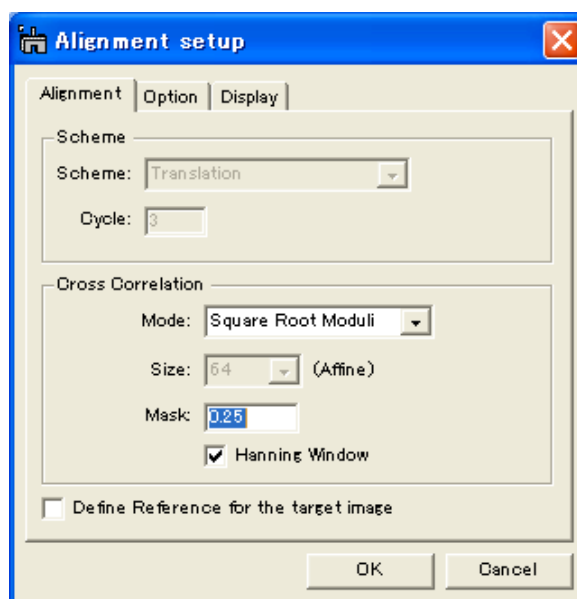 Alignment setup
Alignment Option Display
Scheme
Scheme: Translation
Cycle: 3
Cross Correlation
Mode: Square Root Moduli
Size: 64 (Affine)
Mask: 0.25
Hanning Window
Define Reference for the target image
OK Cancel